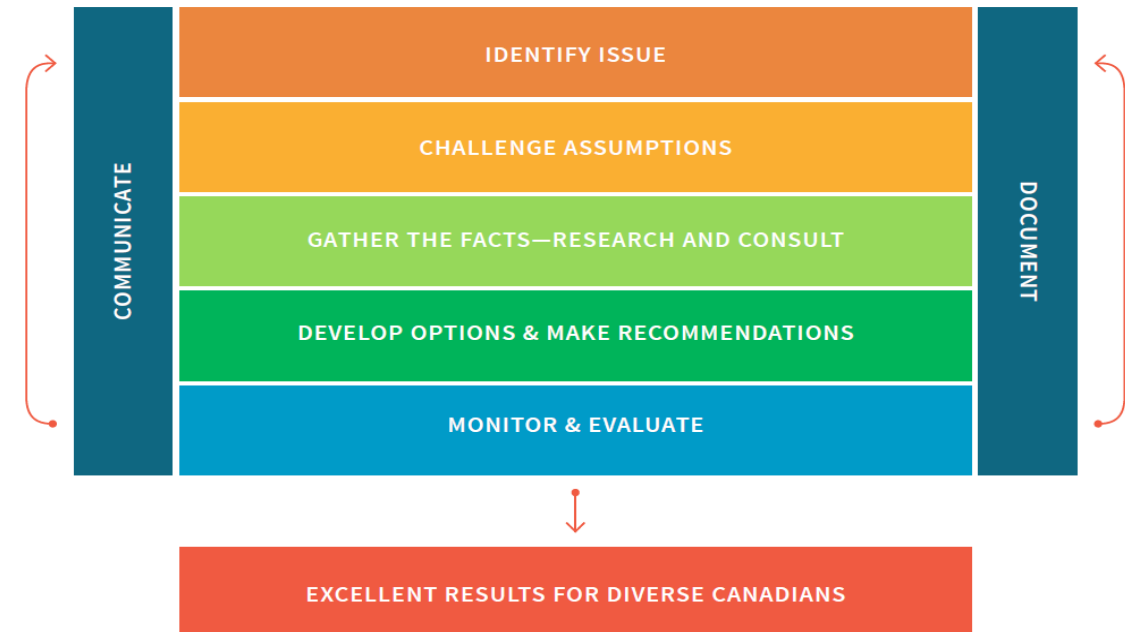 COMMUNICATE
IDENTIFY ISSUE
CHALLENGE ASSUMPTIONS
GATHER THE FACTS—RESEARCH AND CONSULT
DEVELOP OPTIONS & MAKE RECOMMENDATIONS
MONITOR & EVALUATE
DOCUMENT
EXCELLENT RESULTS FOR DIVERSE CANADIANS